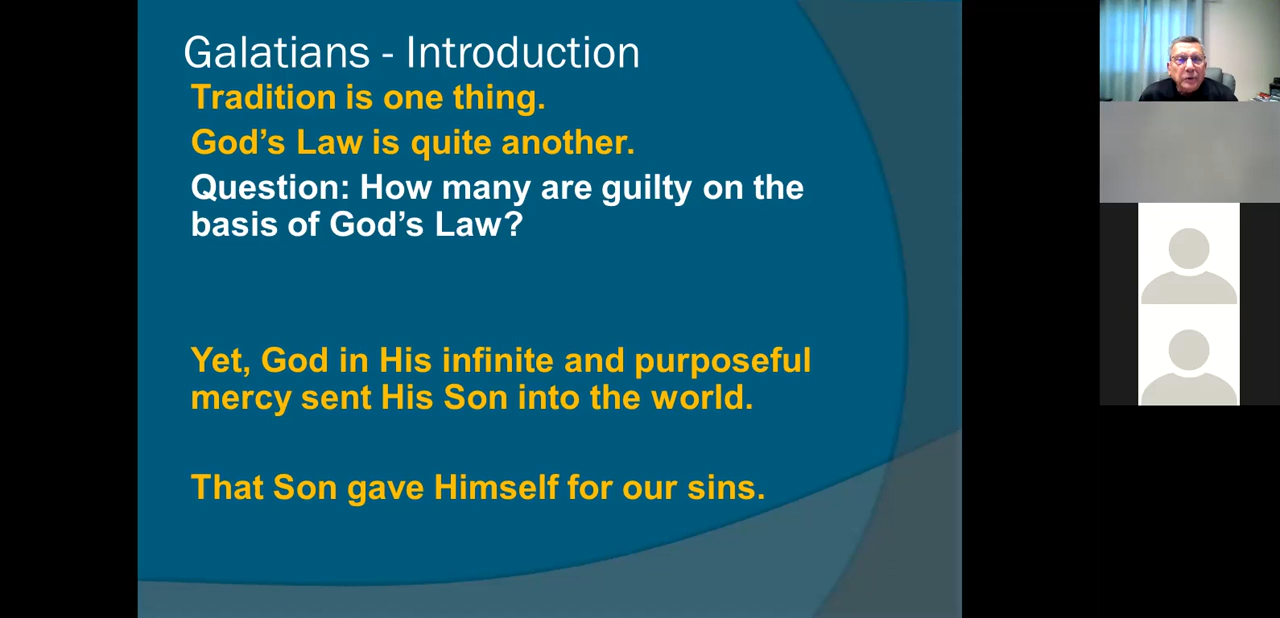 Galatians - Introduction
Tradition is one thing.
God’s Law is quite another.
Question: How many are guilty on the
basis of God’s Law?
Yet, God in His infinite and purposeful
mercy sent His Son into the world.
That Son gave Himself for our sins.